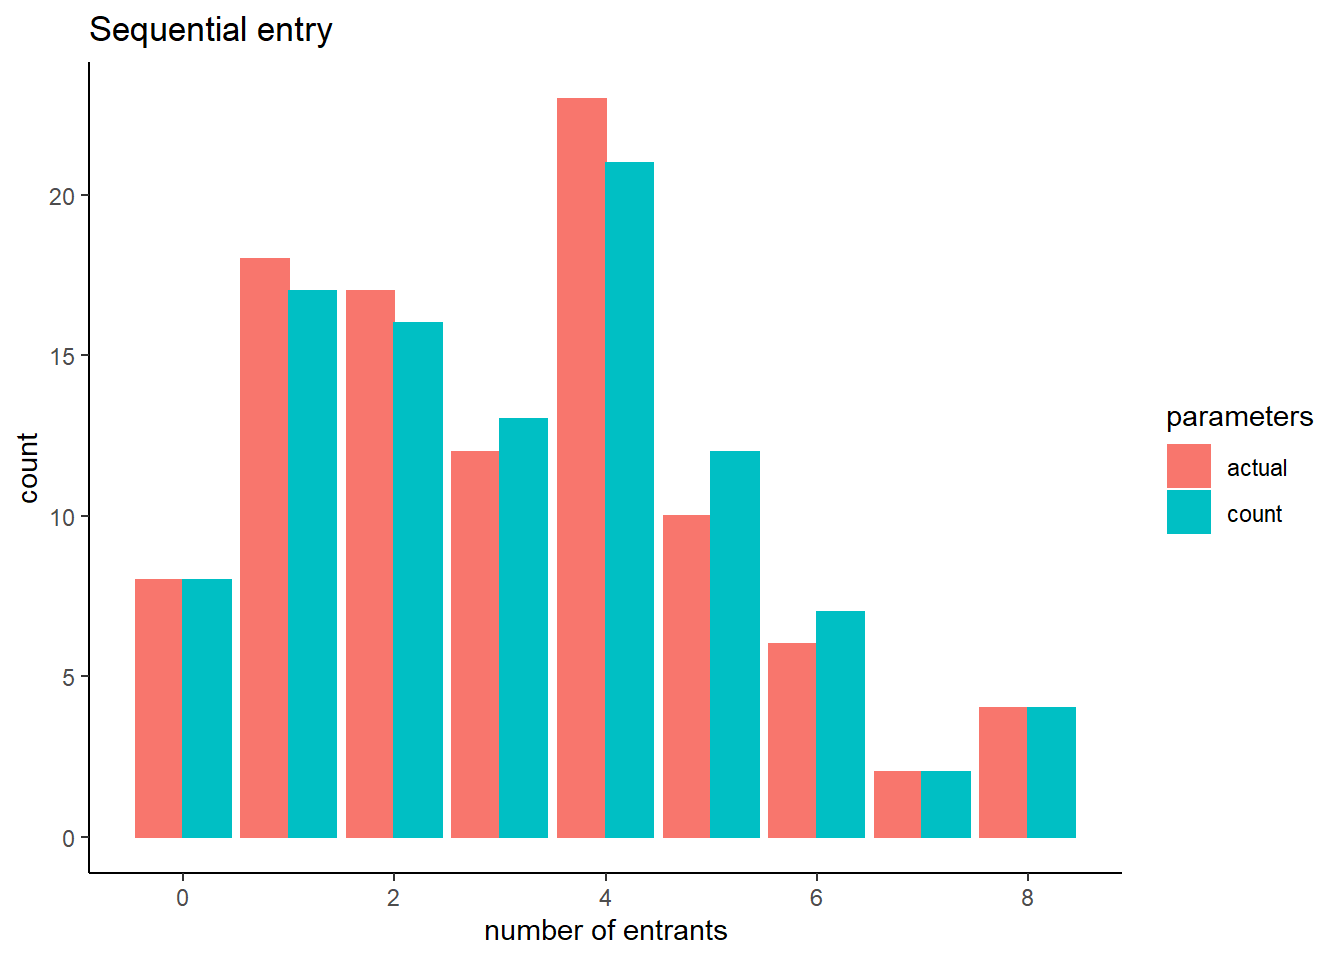 Sequential entry
count
20
15
10
5
0
0 2 4 6 8
number of entrants
parameters
actual
count